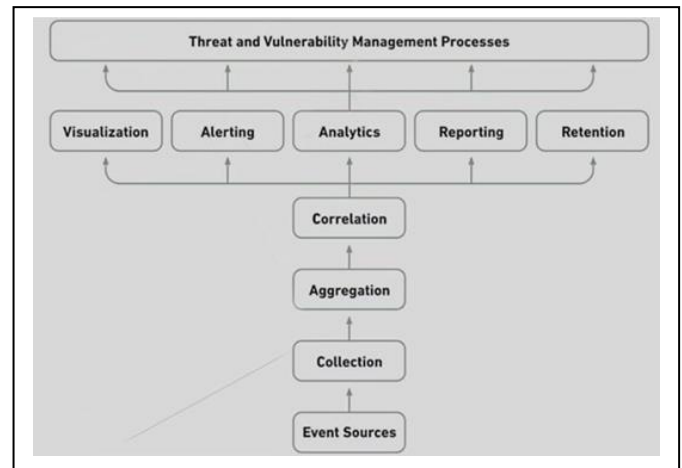 Threat and Vulnerability Management Processes
Visualization
Alerting
Analytics
Reporting
Retention
Correlation
Aggregation
Collection
Event Sources